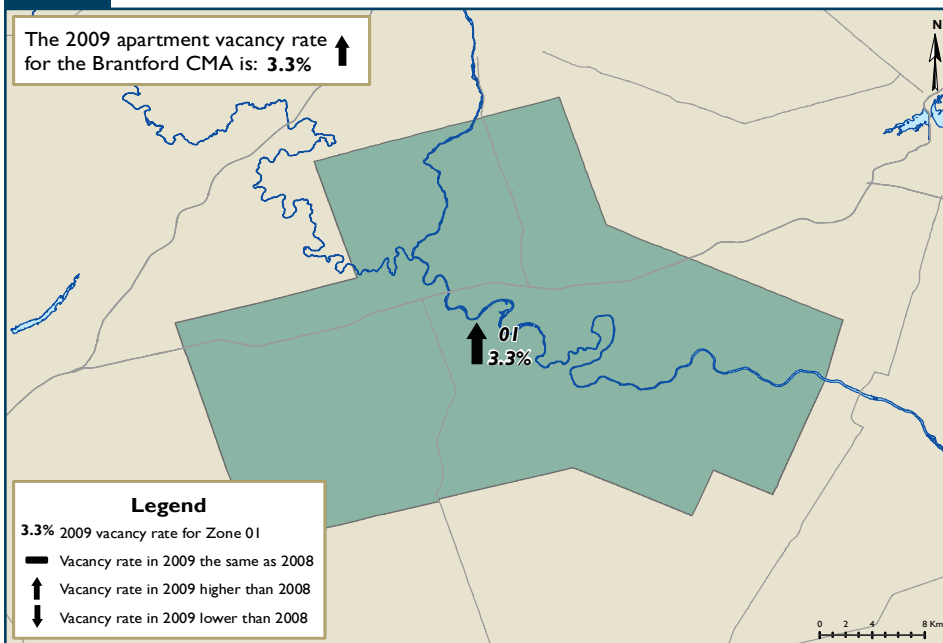 The 2009 apartment vacancy rate
for the Brantford CMA is: 3.3%
N
01
3.3%
Legend
3.3% 2009 vacancy rate for Zone 01
Vacancy rate in 2009 the same as 2008
Vacancy rate in 2009 higher than 2008
Vacancy rate in 2009 lower than 2008
0 2 4 8 Km